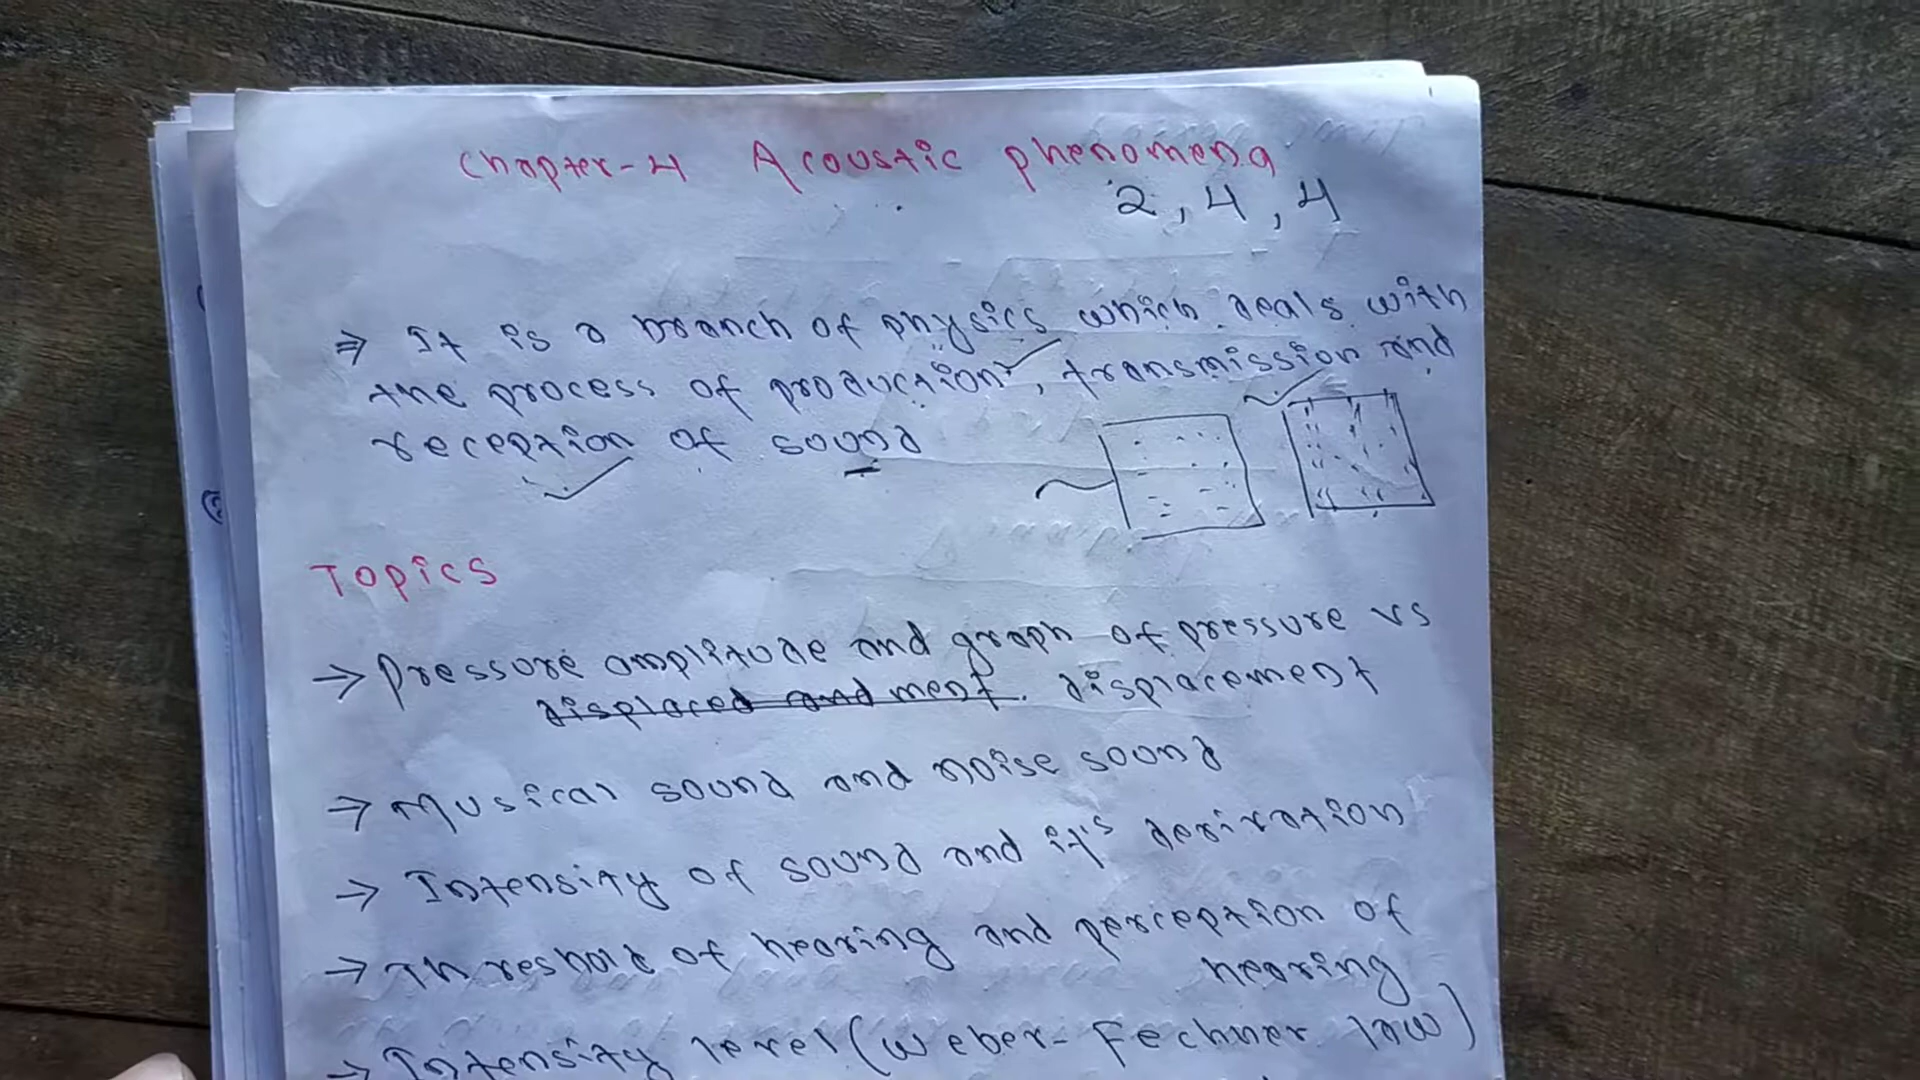 Chapter-4 Acoustic phenomena
2, 4, 4
⇒ It is a branch of physics which deals with
the process of production, transmission and
reception of sound
Topics
→ Pressure amplitude and graph of pressure vs
displaced and ment. displacement
→ Musical sound and noise sound
→ Intensity of sound and it's derivation
→ Threshold of hearing and perception of
hearing
→ Intensity level (Weber-Fechner law)